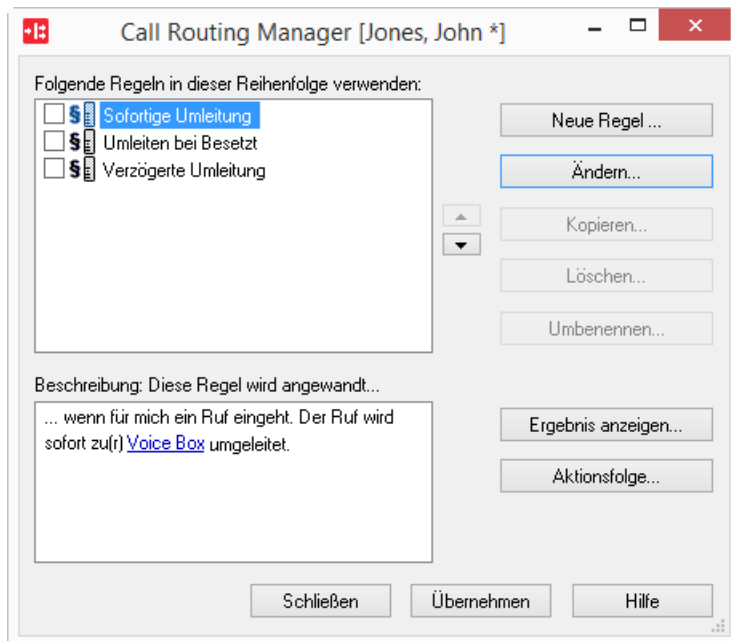 Call Routing Manager [Jones, John *]
Folgende Regeln in dieser Reihenfolge verwenden:
§ Sofortige Umleitung
§ Umleiten bei Besetzt
§ Verzögerte Umleitung
Neue Regel ...
Ändern...
Kopieren...
Löschen...
Umbenennen...
Beschreibung: Diese Regel wird angewandt...
... wenn für mich ein Ruf eingeht. Der Ruf wird
sofort zu(r) Voice Box umgeleitet.
Ergebnis anzeigen...
Aktionsfolge...
Schließen
Übernehmen
Hilfe